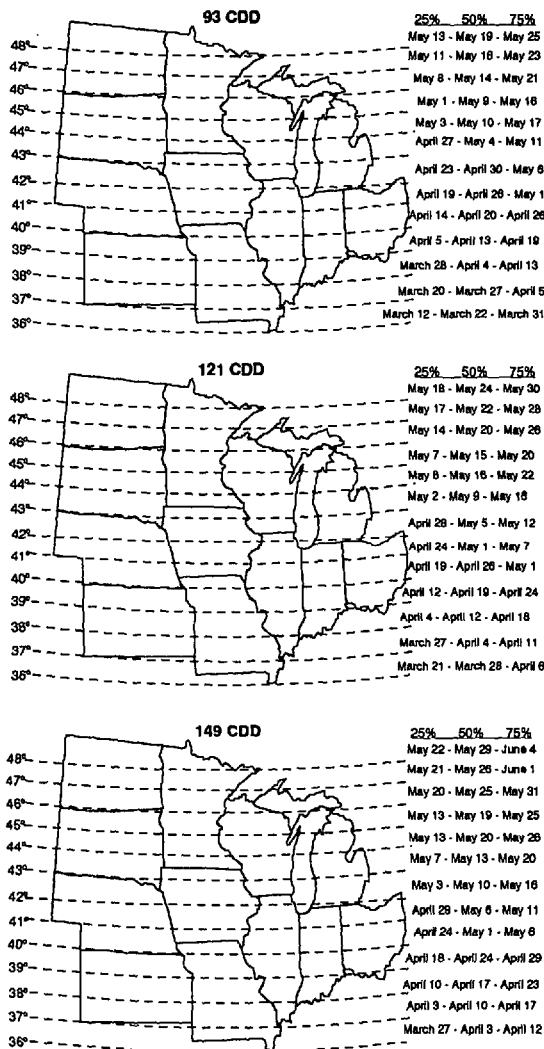 93 CDD
25% 50% 75%
48°
47°
46°
45°
44°
43°
42°
41°
40°
39°
38°
37°
36°
May 13 - May 19 - May 25
May 11 - May 16 - May 23
May 8 - May 14 - May 21
May 1 - May 9 - May 16
May 3 - May 10 - May 17
April 27 - May 4 - May 11
April 23 - April 30 - May 6
April 19 - April 26 - May 1
April 14 - April 20 - April 26
April 5 - April 13 - April 19
March 28 - April 4 - April 13
March 20 - March 27 - April 5
March 12 - March 22 - March 31
121 CDD
25% 50% 75%
48°
47°
46°
45°
44°
43°
42°
41°
40°
39°
38°
37°
36°
May 18 - May 24 - May 30
May 17 - May 22 - May 28
May 14 - May 20 - May 26
May 7 - May 15 - May 20
May 8 - May 16 - May 22
May 2 - May 9 - May 16
April 28 - May 5 - May 12
April 24 - May 1 - May 7
April 19 - April 26 - May 1
April 12 - April 19 - April 24
April 4 - April 12 - April 18
March 27 - April 4 - April 11
March 21 - March 28 - April 6
149 CDD
25% 50% 75%
48°
47°
46°
45°
44°
43°
42°
41°
40°
39°
38°
37°
36°
May 22 - May 29 - June 4
May 21 - May 26 - June 1
May 20 - May 25 - May 31
May 13 - May 19 - May 25
May 13 - May 20 - May 26
May 7 - May 13 - May 20
May 3 - May 10 - May 16
April 29 - May 6 - May 11
April 24 - May 1 - May 6
April 18 - April 24 - April 29
April 10 - April 17 - April 23
April 3 - April 10 - April 17
March 27 - April 3 - April 12